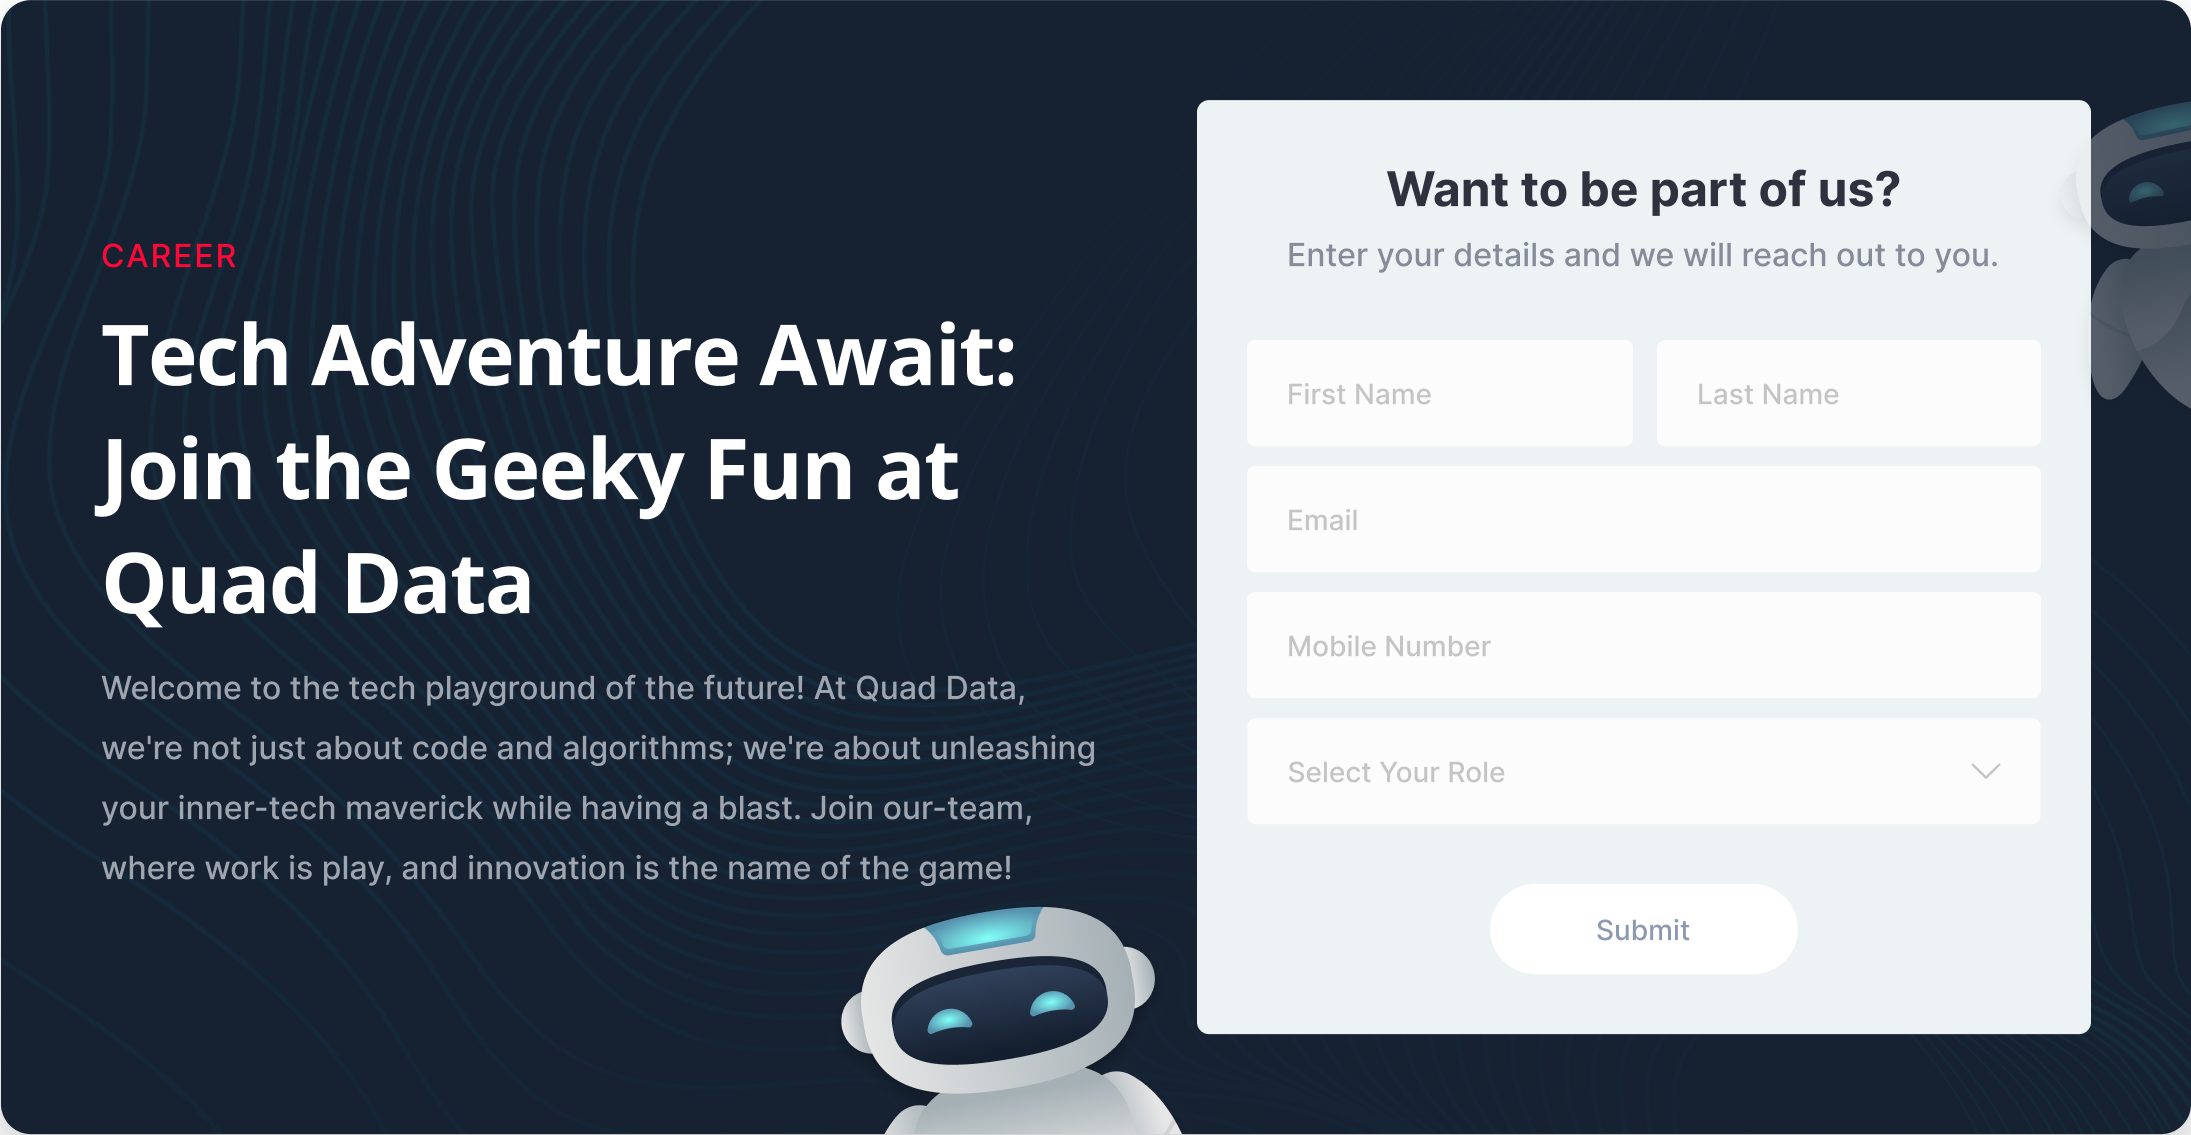 CAREER
Tech Adventure Await:
Join the Geeky Fun at
Quad Data
Welcome to the tech playground of the future! At Quad Data,
we're not just about code and algorithms; we're about unleashing
your inner-tech maverick while having a blast. Join our-team,
where work is play, and innovation is the name of the game!
Want to be part of us?
Enter your details and we will reach out to you.
First Name
Last Name
Email
Mobile Number
Select Your Role
Submit